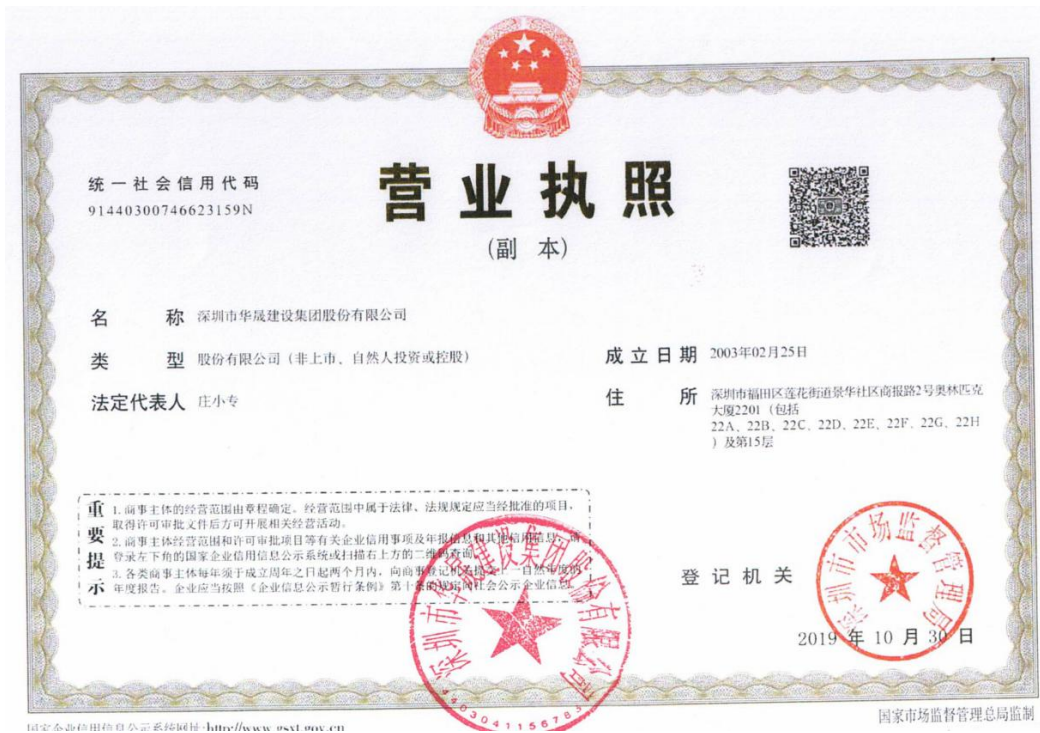 统一社会信用代码
91440300746623159N
营业执照
(副 本)
名 称 深圳市华晟建设集团股份有限公司
类 型 股份有限公司（非上市、自然人投资或控股）
法定代表人 庄小专
成立日期 2003年02月25日
住 所 深圳市福田区莲花街道景华社区商报路2号奥林匹克
大厦2201（包括
22A、22B、22C、22D、22E、22F、22G、22H
）及第15层
重要提示
1.商事主体的经营范围由章程确定。经营范围中属于法律、法规规定应当经批准的项目，
取得许可审批文件后方可开展相关经营活动。
2.商事主体经营范围和许可审批项目等有关企业信用事项及年报信息和其他信用信息，请
登录左下角的国家企业信用信息公示系统或扫描右上方的二维码查询。
3.各类商事主体每年须于成立周年之日起两个月内，向商事登记机关提交上一自然年度的
年度报告。企业应当按照《企业信息公示暂行条例》第十条的规定向社会公示企业信息。
深圳市华晟建设集团股份有限公司
4403041156783
登记机关
深圳市市场监督管理局
2019 年 10 月 30 日
国家企业信用信息公示系统网址:http://www.gsxt.gov.cn
国家市场监督管理总局监制